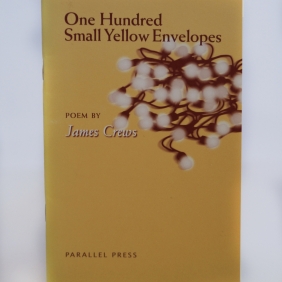 One Hundred
Small Yellow Envelopes
POEM BY
James Crews
PARALLEL PRESS